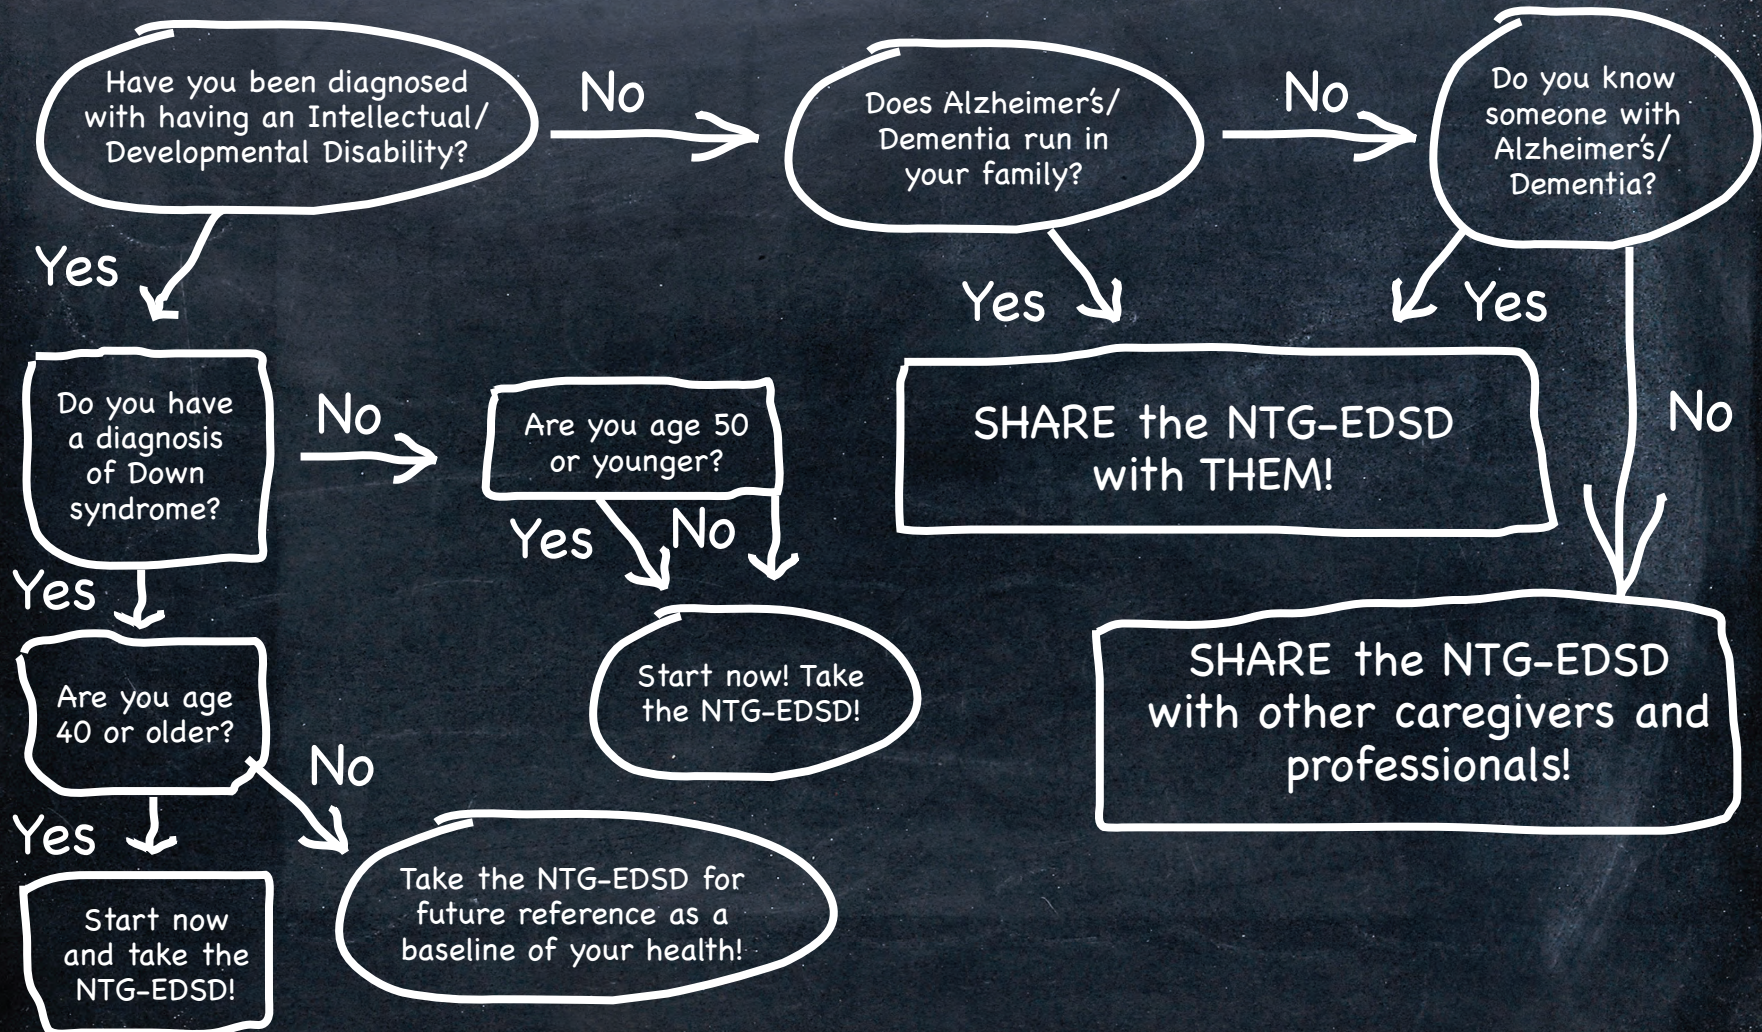 Have you been diagnosed
with having an Intellectual/
Developmental Disability?
No
Does Alzheimer's/
Dementia run in
your family?
No
Do you know
someone with
Alzheimer's/
Dementia?
Yes
Yes
Yes
Do you have
a diagnosis
of Down
syndrome?
No
Are you age 50
or younger?
SHARE the NTG-EDSD
with THEM!
No
Yes
No
Yes
Are you age
40 or older?
Start now! Take
the NTG-EDSD!
SHARE the NTG-EDSD
with other caregivers and
professionals!
No
Yes
Take the NTG-EDSD for
future reference as a
baseline of your health!
Start now
and take the
NTG-EDSD!